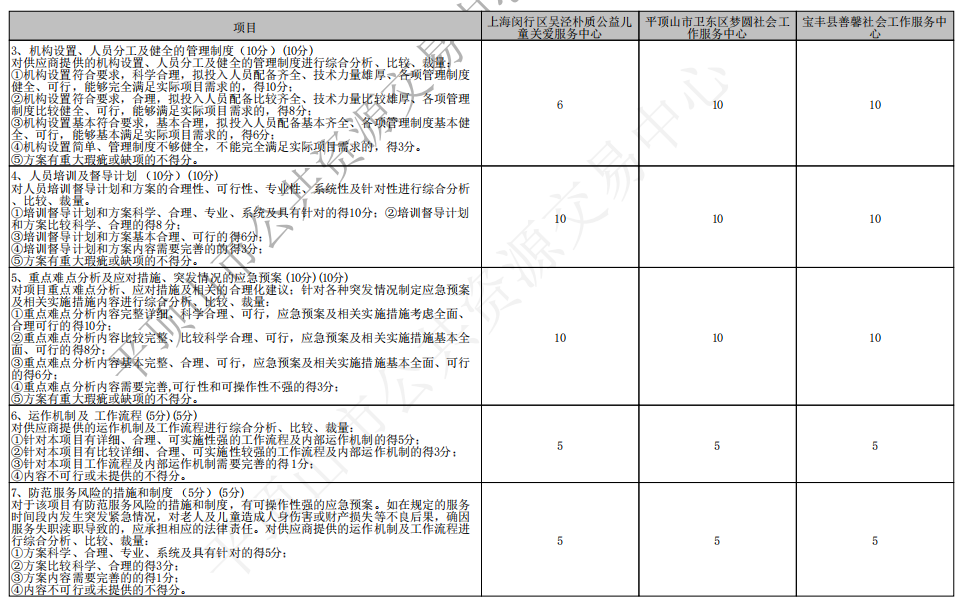 项目
上海闵行区吴泾朴质公益儿
童关爱服务中心
平顶山市卫东区梦圆社会工
作服务中心
宝丰县善馨社会工作服务中
心
3、机构设置、人员分工及健全的管理制度（10分）(10分)
对供应商提供的机构设置、人员分工及健全的管理制度进行综合分析、比较、裁量：
①机构设置符合要求，科学合理，拟投入人员配备齐全、技术力量雄厚、各项管理制度
健全、可行，能够完全满足实际项目需求的，得10分；
②机构设置符合要求，合理，拟投入人员配备比较齐全、技术力量比较雄厚、各项管理
制度比较健全、可行，能够满足实际项目需求的，得8分；
③机构设置基本符合要求，基本合理，拟投入人员配备基本齐全、各项管理制度基本健
全、可行，能够基本满足实际项目需求的，得6分；
④机构设置简单、管理制度不够健全，不能完全满足实际项目需求的，得3分。
⑤方案有重大瑕疵或缺项的不得分。
6
10
10
4、人员培训及督导计划 （10分）(10分)
对人员培训督导计划和方案的合理性、可行性、专业性、系统性及针对性进行综合分析
、比较、裁量。
①培训督导计划和方案科学、合理、专业、系统及具有针对的得10分；②培训督导计划
和方案比较科学、合理的得8 分；
③培训督导计划和方案基本合理、可行的得6分；
④培训督导计划和方案内容需要完善的的得3分；
⑤方案有重大瑕疵或缺项的不得分。
10
10
10
5、重点难点分析及应对措施、突发情况的应急预案(10分)(10分)
对项目重点难点分析、应对措施及相关的合理化建议；针对各种突发情况制定应急预案
及相关实施措施内容进行综合分析、比较、裁量：
①重点难点分析内容完整详细、科学合理、可行，应急预案及相关实施措施考虑全面、
合理可行的得10分；
②重点难点分析内容比较完整、比较科学合理、可行，应急预案及相关实施措施基本全
面、可行的得8分；
③重点难点分析内容基本完整、合理、可行，应急预案及相关实施措施基本全面、可行
的得6分；
④重点难点分析内容需要完善,可行性和可操作性不强的得3分；
⑤方案有重大瑕疵或缺项的不得分。
10
10
10
6、运作机制及 工作流程(5分)(5分)
对供应商提供的运作机制及工作流程进行综合分析、比较、裁量：
①针对本项目有详细、合理、可实施性强的工作流程及内部运作机制的得5分；
②针对本项目有比较详细、合理、可实施性较强的工作流程及内部运作机制的得3分；
③针对本项目工作流程及内部运作机制需要完善的得1分；
④内容不可行或未提供的不得分。
5
5
5
7、防范服务风险的措施和制度 （5分）(5分)
对于该项目有防范服务风险的措施和制度，有可操作性强的应急预案。如在规定的服务
时间段内发生突发紧急情况，对老人及儿童造成人身伤害或财产损失等不良后果，确因
服务失职渎职导致的，应承担相应的法律责任。对供应商提供的运作机制及工作流程进
行综合分析、比较、裁量：
①方案科学、合理、专业、系统及具有针对的得5分；
②方案比较科学、合理的得3分；
③方案内容需要完善的的得1分；
④内容不可行或未提供的不得分。
5
5
5
平顶山市公共资源交易中心
平顶山市公共资源交易中心